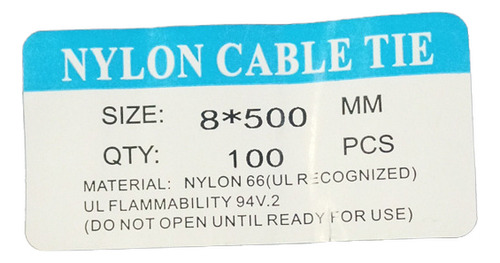 NYLON CABLE TIE
SIZE: 8*500 MM
QTY: 100 PCS
MATERIAL: NYLON 66(UL RECOGNIZED)
UL FLAMMABILITY 94V.2
(DO NOT OPEN UNTIL READY FOR USE)